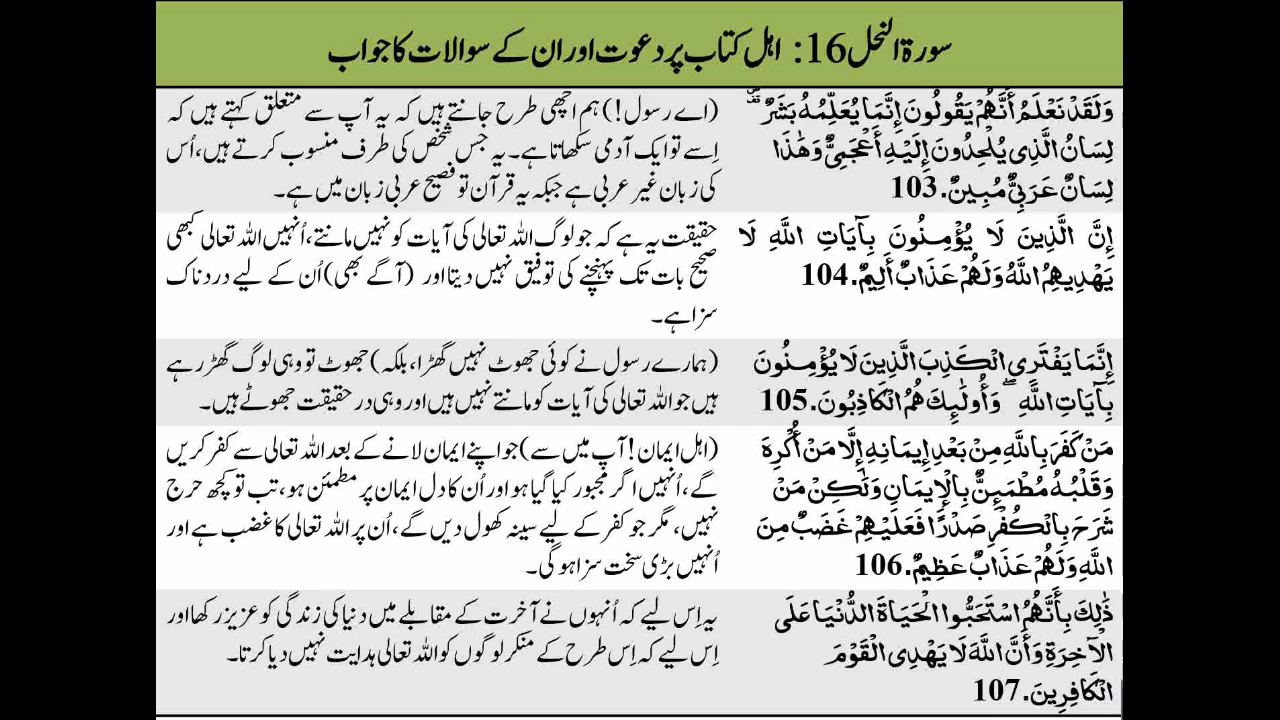 سورۃ النحل 16: اہل کتاب پر دعوت اور ان کے سوالات کا جواب
وَلَقَدْ نَعْلَمُ أَنَّهُمْ يَقُولُونَ إِنَّمَا يُعَلِّمُهُ بَشَرٌ ۗ
لِسَانُ الَّذِي يُلْحِدُونَ إِلَيْهِ أَعْجَمِيٌّ وَهَٰذَا
لِسَانٌ عَرَبِيٌّ مُبِينٌ. 103
(اے رسول!) ہم اچھی طرح جانتے ہیں کہ یہ آپ سے متعلق کہتے ہیں کہ
اِسے تو ایک آدمی سکھاتا ہے۔ یہ جس شخص کی طرف منسوب کرتے ہیں، اُس
کی زبان غیر عربی ہے جبکہ یہ قرآن تو فصیح عربی زبان میں ہے۔
إِنَّ الَّذِينَ لَا يُؤْمِنُونَ بِآيَاتِ اللَّهِ لَا
يَهْدِيهِمُ اللَّهُ وَلَهُمْ عَذَابٌ أَلِيمٌ. 104
حقیقت یہ ہے کہ جو لوگ اللہ تعالی کی آیات کو نہیں مانتے، اُنہیں اللہ تعالی کبھی
صحیح بات تک پہنچنے کی توفیق نہیں دیتا اور (آگے بھی) اُن کے لیے دردناک
سزا ہے۔
إِنَّمَا يَفْتَرِي الْكَذِبَ الَّذِينَ لَا يُؤْمِنُونَ
بِآيَاتِ اللَّهِ ۖ وَأُولَٰئِكَ هُمُ الْكَاذِبُونَ. 105
(ہمارے رسول نے کوئی جھوٹ نہیں گھڑا، بلکہ) جھوٹ تو وہی لوگ گھڑ رہے
ہیں جو اللہ تعالی کی آیات کو مانتے نہیں ہیں اور وہی در حقیقت جھوٹے ہیں۔
مَنْ كَفَرَ بِاللَّهِ مِنْ بَعْدِ إِيمَانِهِ إِلَّا مَنْ أُكْرِهَ
وَقَلْبُهُ مُطْمَئِنٌّ بِالْإِيمَانِ وَلَٰكِنْ مَنْ
شَرَحَ بِالْكُفْرِ صَدْرًا فَعَلَيْهِمْ غَضَبٌ مِنَ
اللَّهِ وَلَهُمْ عَذَابٌ عَظِيمٌ. 106
(اہل ایمان! آپ میں سے) جو اپنے ایمان لانے کے بعد اللہ تعالی سے کفر کریں
گے، اُنہیں اگر مجبور کیا گیا ہو اور اُن کا دل ایمان پر مطمئن ہو، تب تو کچھ حرج
نہیں، مگر جو کفر کے لیے سینہ کھول دیں گے، اُن پر اللہ تعالی کا غضب ہے اور
اُنہیں بڑی سخت سزا ہو گی۔
ذَٰلِكَ بِأَنَّهُمُ اسْتَحَبُّوا الْحَيَاةَ الدُّنْيَا عَلَى
الْآخِرَةِ وَأَنَّ اللَّهَ لَا يَهْدِي الْقَوْمَ
الْكَافِرِينَ. 107
یہ اِس لیے کہ اُنہوں نے آخرت کے مقابلے میں دنیا کی زندگی کو عزیز رکھا اور
اِس لیے کہ اِس طرح کے منکر لوگوں کو اللہ تعالی ہدایت نہیں دیا کرتا۔